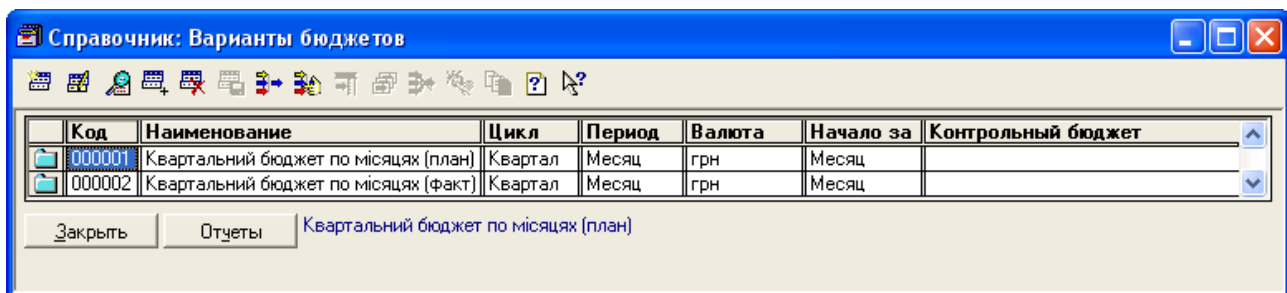 Справочник: Варианты бюджетов
Код Наименование Цикл Период Валюта Начало за Контрольный бюджет
000001 Квартальний бюджет по місяцях (план) Квартал Месяц грн Месяц
000002 Квартальний бюджет по місяцях (факт) Квартал Месяц грн Месяц
Закрыть Отчеты Квартальний бюджет по місяцях (план)